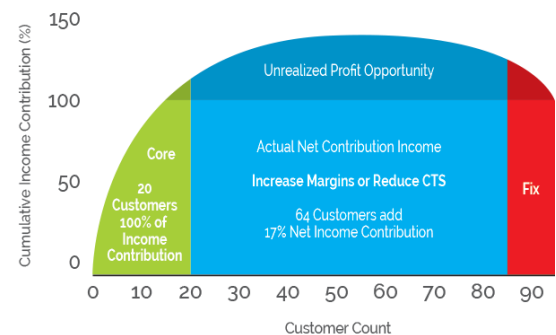 150
Unrealized Profit Opportunity
100
Core
Actual Net Contribution Income
Increase Margins or Reduce CTS
50
20
Customers
100% of
Income
Contribution
64 Customers add
17% Net Income Contribution
Fix
0
0 10 20 30 40 50 60 70 80 90
Customer Count
Cumulative Income Contribution (%)